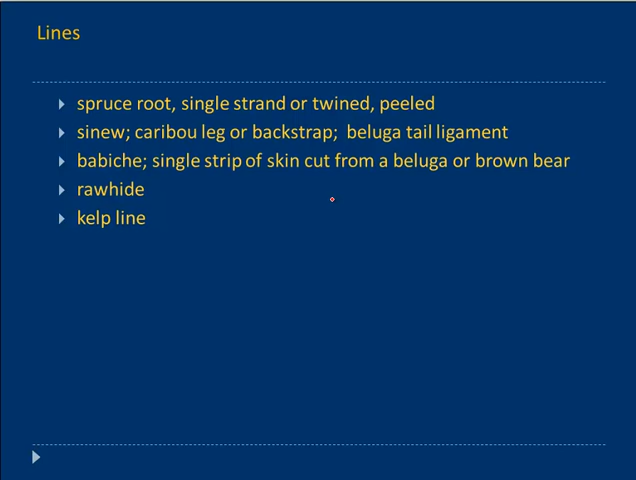 Lines
spruce root, single strand or twined, peeled
sinew; caribou leg or backstrap;  beluga tail ligament
babiche; single strip of skin cut from a beluga or brown bear
rawhide
kelp line